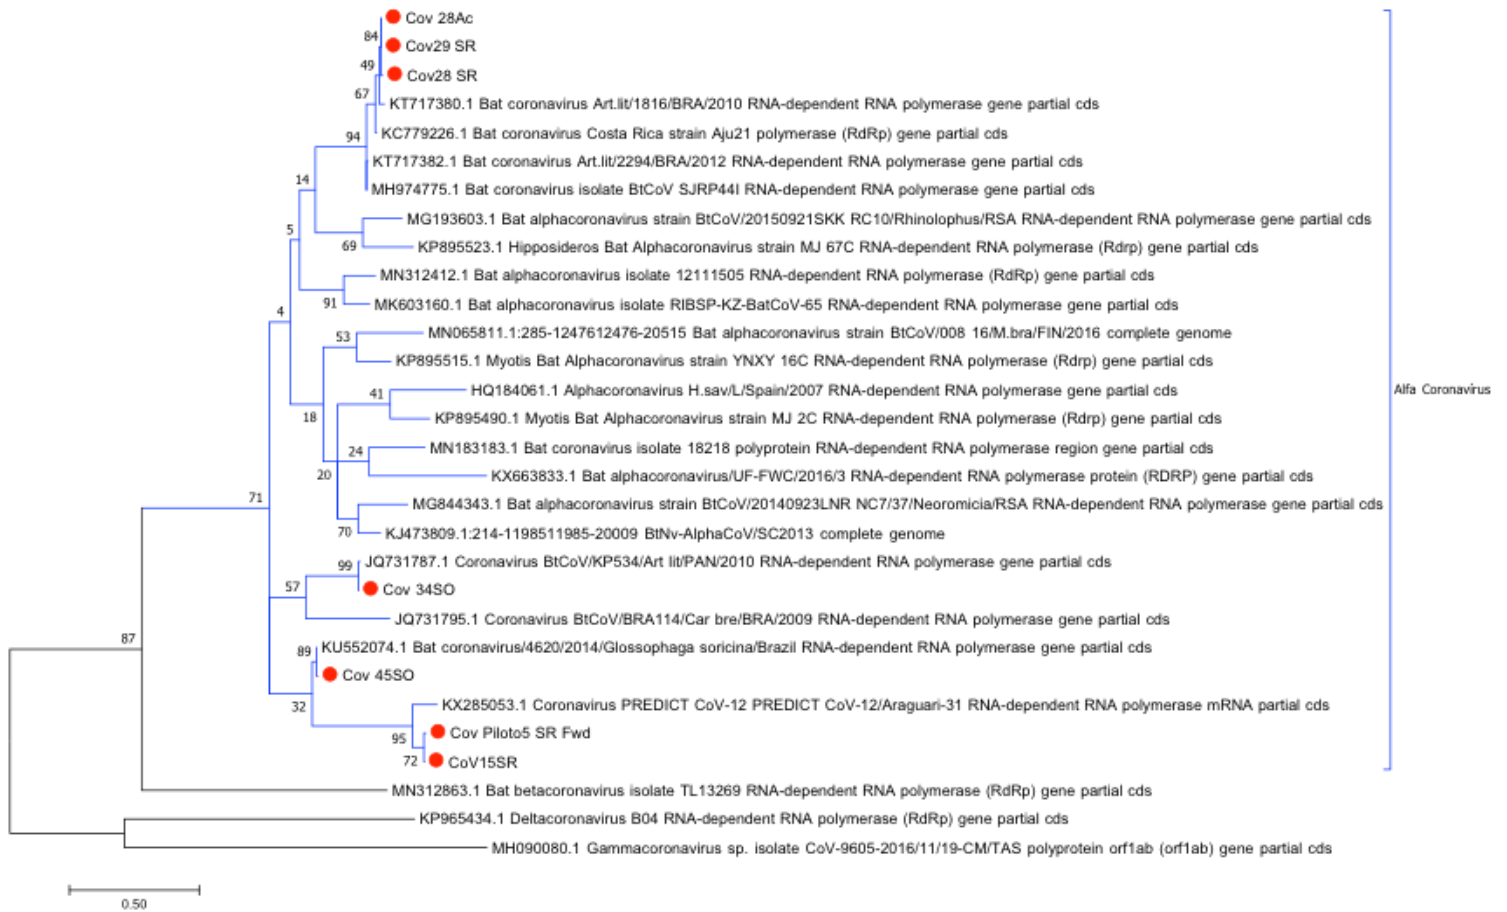 Cov 28Ac
84
Cov29 SR
49
Cov28 SR
67
KT717380.1 Bat coronavirus Art.lit/1816/BRA/2010 RNA-dependent RNA polymerase gene partial cds
KC779226.1 Bat coronavirus Costa Rica strain Aju21 polymerase (RdRp) gene partial cds
94
KT717382.1 Bat coronavirus Art.lit/2294/BRA/2012 RNA-dependent RNA polymerase gene partial cds
14
MH974775.1 Bat coronavirus isolate BtCoV SJRP44I RNA-dependent RNA polymerase gene partial cds
MG193603.1 Bat alphacoronavirus strain BtCoV/20150921SKK RC10/Rhinolophus/RSA RNA-dependent RNA polymerase gene partial cds
5
69
KP895523.1 Hipposideros Bat Alphacoronavirus strain MJ 67C RNA-dependent RNA polymerase (Rdrp) gene partial cds
MN312412.1 Bat alphacoronavirus isolate 12111505 RNA-dependent RNA polymerase (RdRp) gene partial cds
91
MK603160.1 Bat alphacoronavirus isolate RIBSP-KZ-BatCoV-65 RNA-dependent RNA polymerase gene partial cds
4
MN065811.1:285-1247612476-20515 Bat alphacoronavirus strain BtCoV/008 16/M.bra/FIN/2016 complete genome
53
KP895515.1 Myotis Bat Alphacoronavirus strain YNXY 16C RNA-dependent RNA polymerase (Rdrp) gene partial cds
HQ184061.1 Alphacoronavirus H.sav/L/Spain/2007 RNA-dependent RNA polymerase gene partial cds
41
Alfa Coronavírus
18
KP895490.1 Myotis Bat Alphacoronavirus strain MJ 2C RNA-dependent RNA polymerase (Rdrp) gene partial cds
MN183183.1 Bat coronavirus isolate 18218 polyprotein RNA-dependent RNA polymerase region gene partial cds
24
20
KX663833.1 Bat alphacoronavirus/UF-FWC/2016/3 RNA-dependent RNA polymerase protein (RDRP) gene partial cds
71
MG844343.1 Bat alphacoronavirus strain BtCoV/20140923LNR NC7/37/Neoromicia/RSA RNA-dependent RNA polymerase gene partial cds
70
KJ473809.1:214-1198511985-20009 BtNv-AlphaCoV/SC2013 complete genome
99
JQ731787.1 Coronavirus BtCoV/KP534/Art lit/PAN/2010 RNA-dependent RNA polymerase gene partial cds
57
Cov 34SO
JQ731795.1 Coronavirus BtCoV/BRA114/Car bre/BRA/2009 RNA-dependent RNA polymerase gene partial cds
87
89
KU552074.1 Bat coronavirus/4620/2014/Glossophaga soricina/Brazil RNA-dependent RNA polymerase gene partial cds
Cov 45SO
32
KX285053.1 Coronavirus PREDICT CoV-12 PREDICT CoV-12/Araguari-31 RNA-dependent RNA polymerase mRNA partial cds
Cov Piloto5 SR Fwd
95
72
CoV15SR
MN312863.1 Bat betacoronavirus isolate TL13269 RNA-dependent RNA polymerase (RdRp) gene partial cds
KP965434.1 Deltacoronavirus B04 RNA-dependent RNA polymerase (RdRp) gene partial cds
MH090080.1 Gammacoronavirus sp. isolate CoV-9605-2016/11/19-CM/TAS polyprotein orf1ab (orf1ab) gene partial cds
0.50